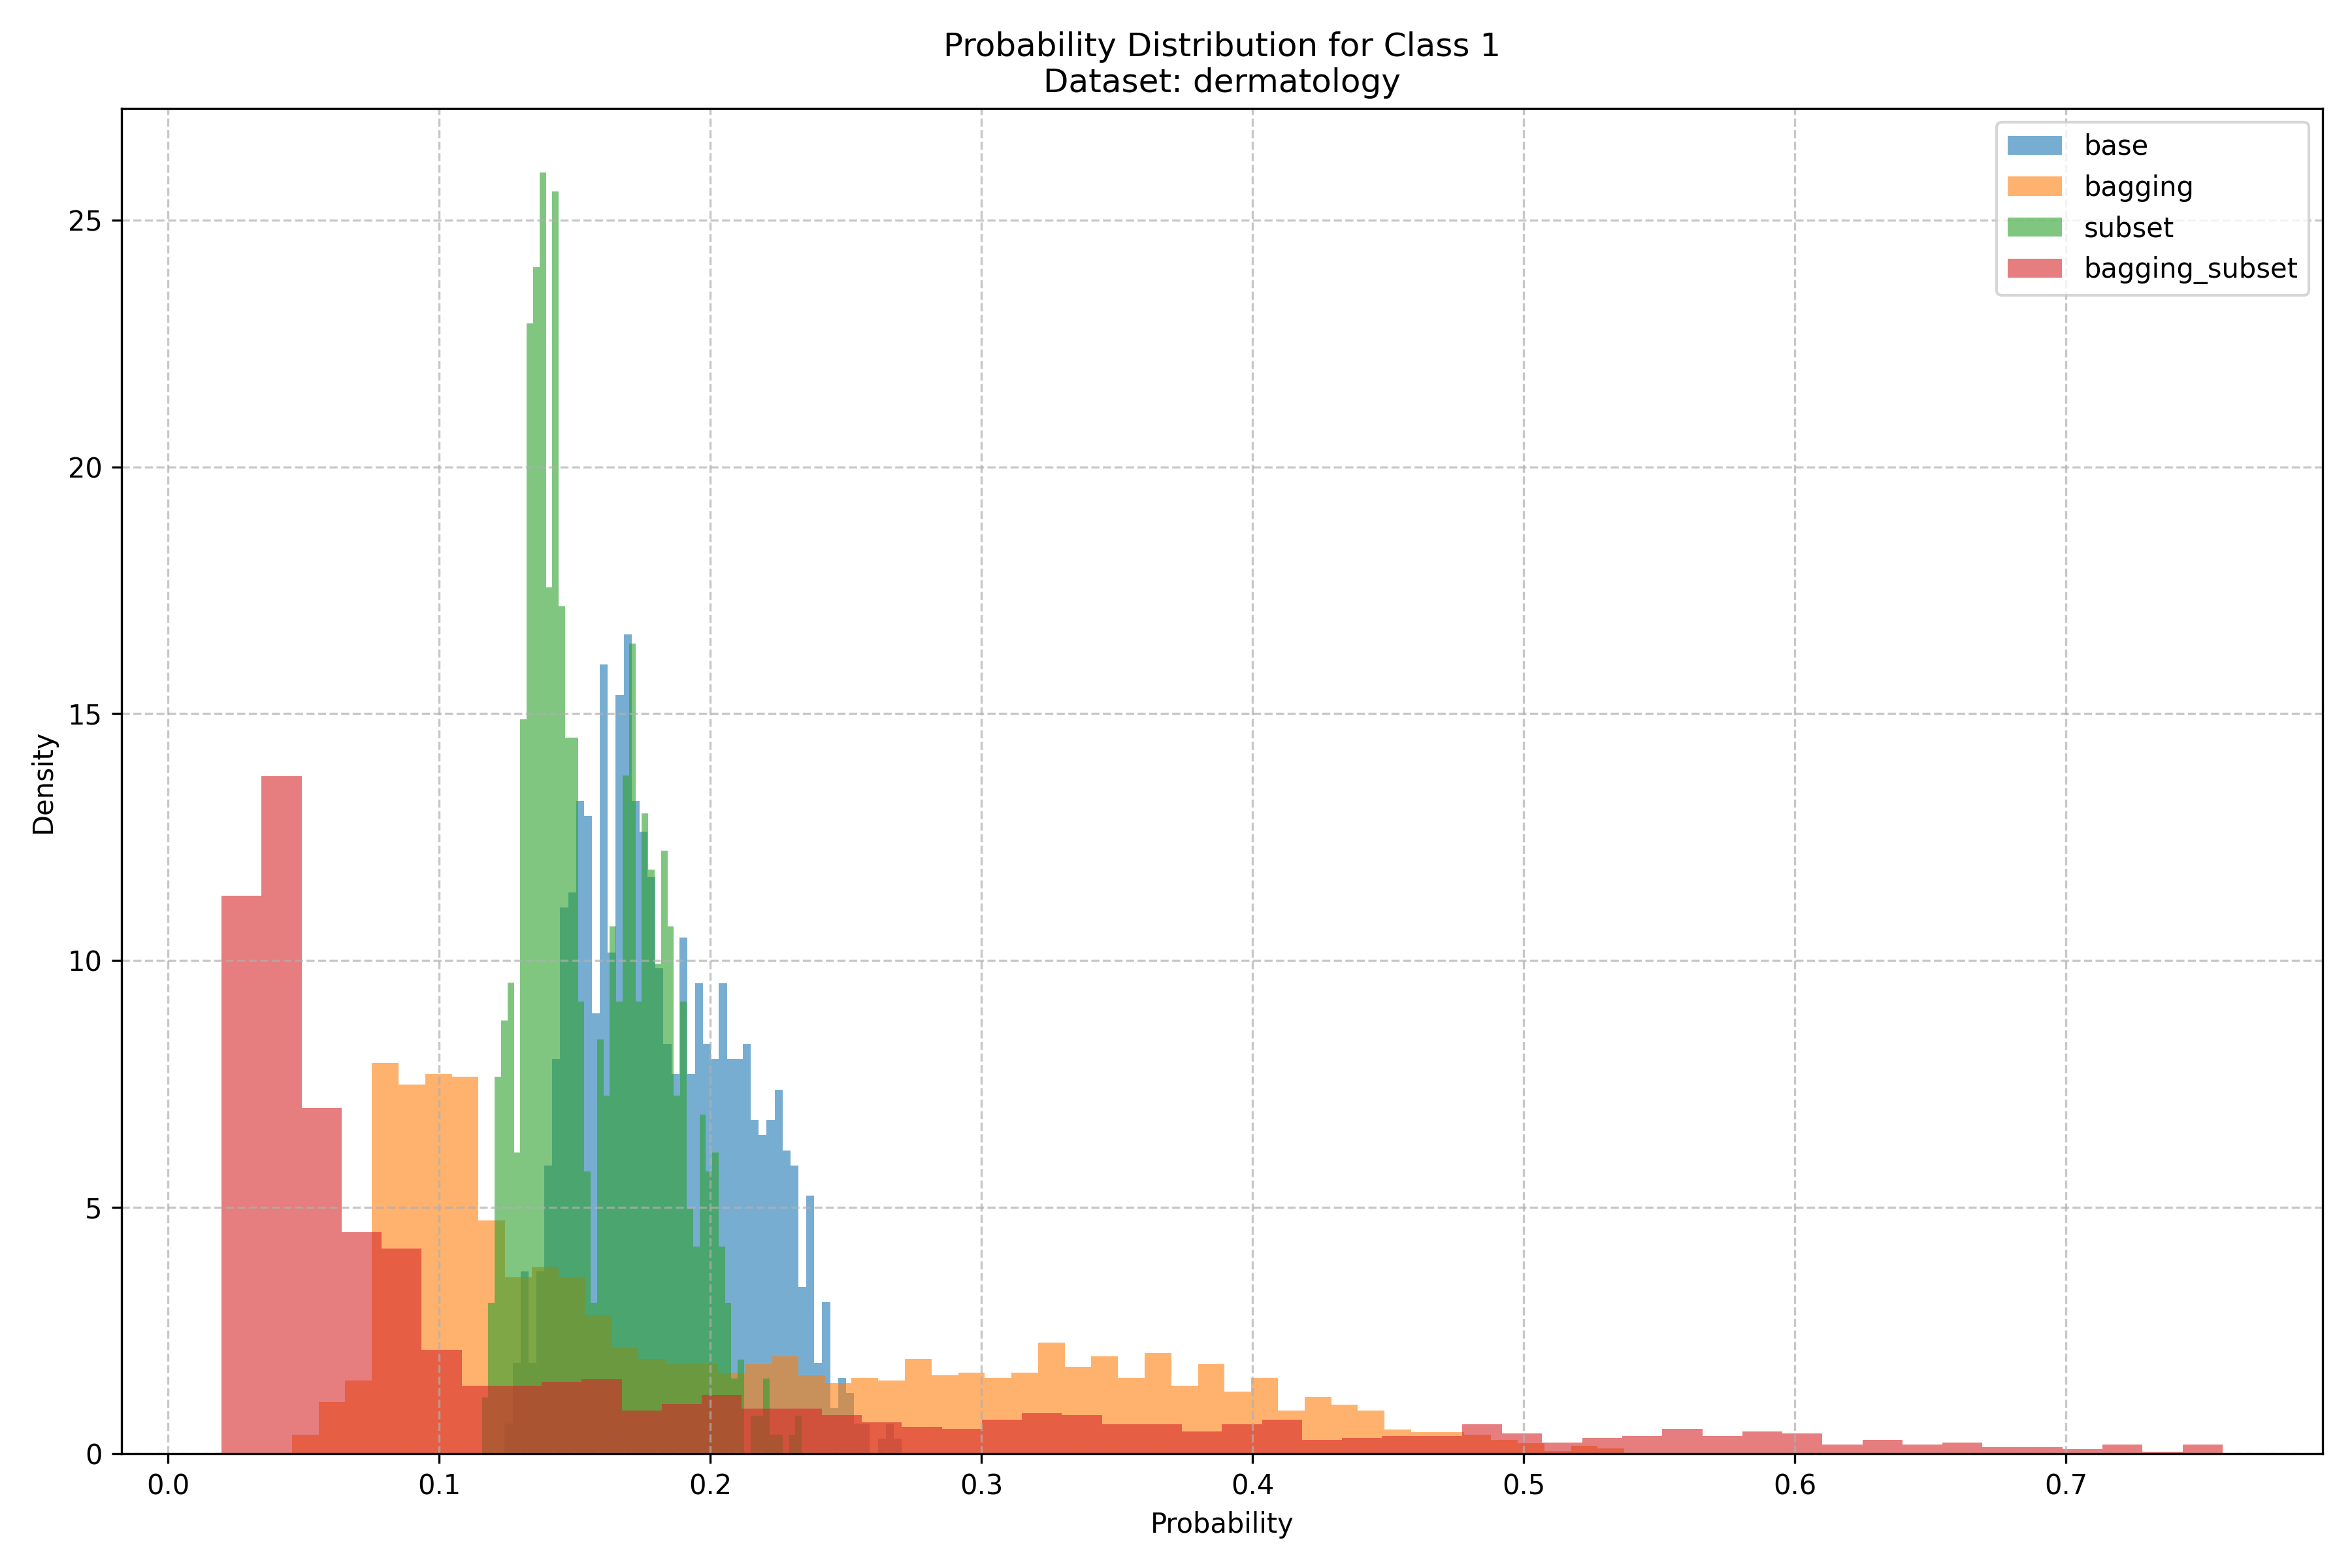 Probability Distribution for Class 1
Dataset: dermatology
base
bagging
subset
bagging_subset
25
20
15
10
5
0
Density
0.0 0.1 0.2 0.3 0.4 0.5 0.6 0.7
Probability